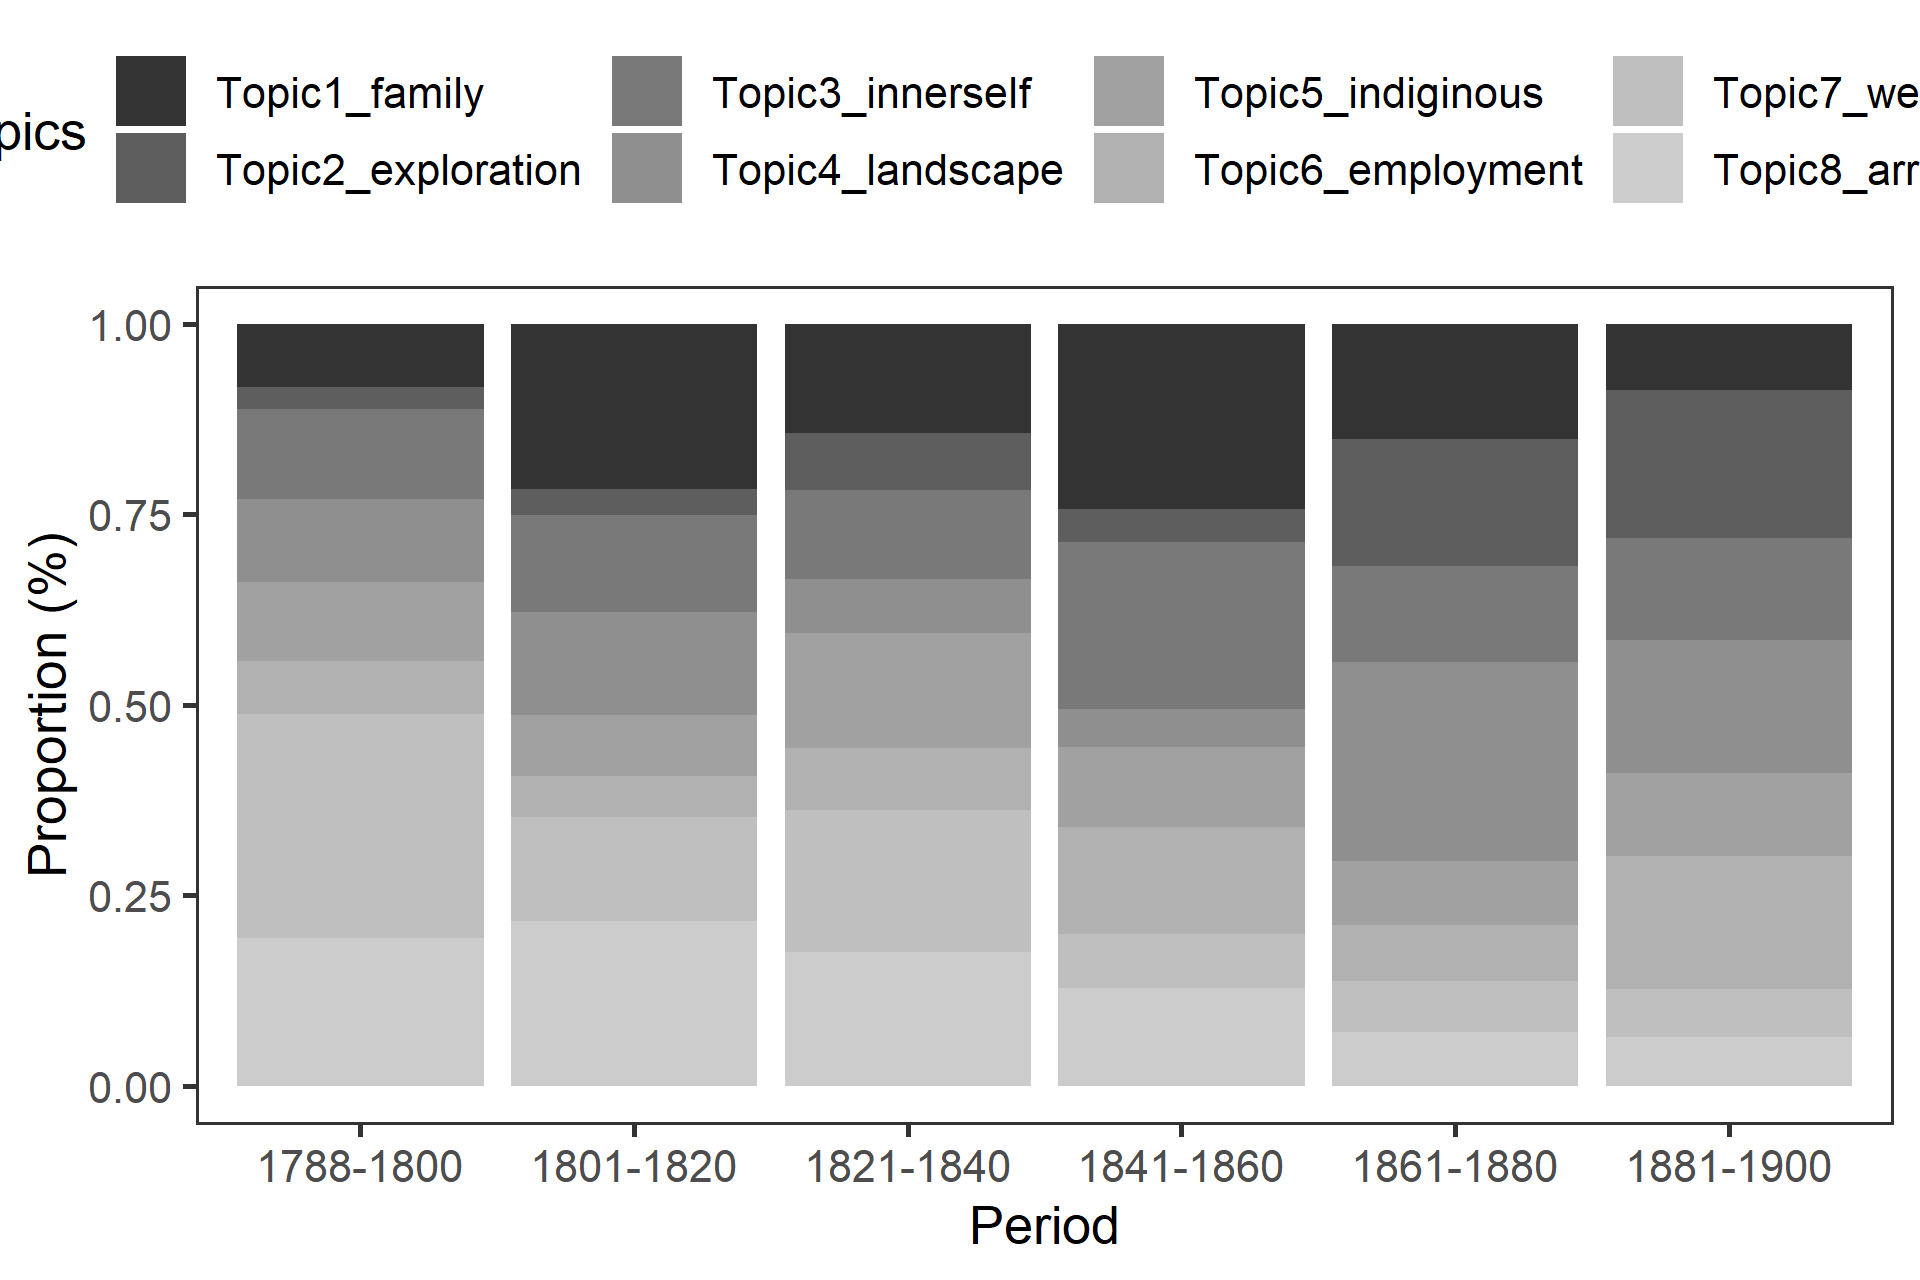 pics
Topic1_family
Topic3_innerself
Topic5_indiginous
Topic7_we
Topic2_exploration
Topic4_landscape
Topic6_employment
Topic8_arr
1.00
0.75
0.50
0.25
0.00
Proportion (%)
1788-1800
1801-1820
1821-1840
1841-1860
1861-1880
1881-1900
Period